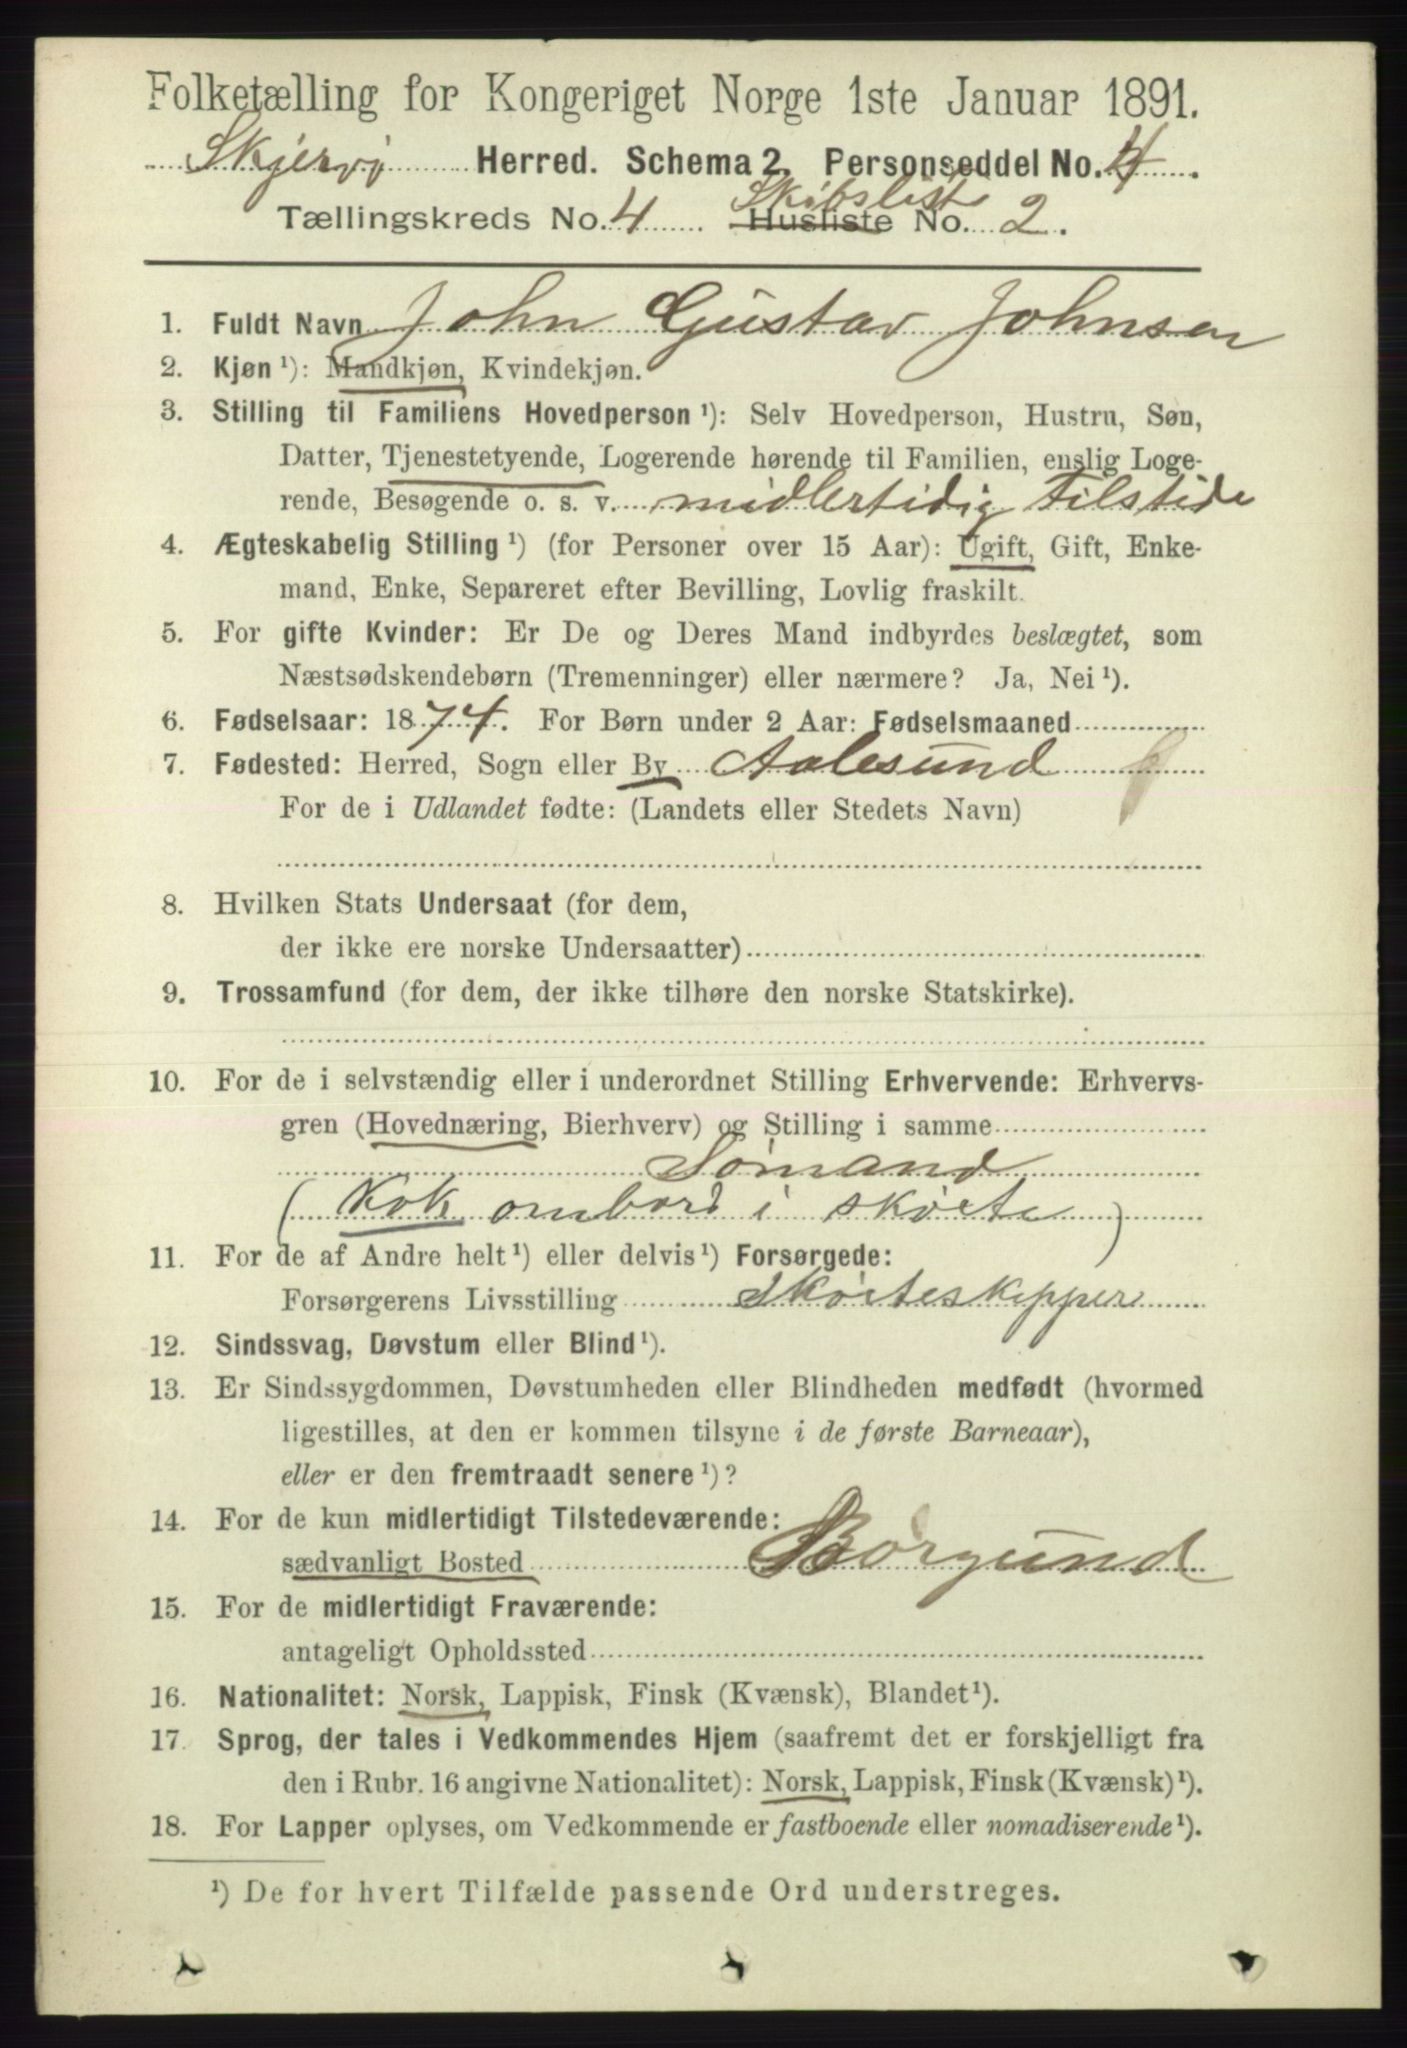 Folketælling for Kongeriget Norge 1ste Januar 1891.
Skjervø Herred. Schema 2. Personseddel No. 4.
Skibsliste
Tællingskreds No. 4 Husliste No. 2.
1. Fuldt Navn John Gustav Johnsen
2. Kjøn ¹): Mandkjøn, Kvindekjøn.
3. Stilling til Familiens Hovedperson ¹): Selv Hovedperson, Hustru, Søn,
Datter, Tjenestetyende, Logerende hørende til Familien, enslig Loge-
rende, Besøgende o. s. v. midlertidig Tilstede
4. Ægteskabelig Stilling ¹) (for Personer over 15 Aar): Ugift, Gift, Enke-
mand, Enke, Separeret efter Bevilling, Lovlig fraskilt.
5. For gifte Kvinder: Er De og Deres Mand indbyrdes beslægtet, som
Næstsødskendebørn (Tremenninger) eller nærmere? Ja, Nei ¹).
6. Fødselsaar: 1874. For Børn under 2 Aar: Fødselsmaaned
7. Fødested: Herred, Sogn eller By Aalesund
For de i Udlandet fødte: (Landets eller Stedets Navn)
8. Hvilken Stats Undersaat (for dem,
der ikke ere norske Undersaatter)
9. Trossamfund (for dem, der ikke tilhøre den norske Statskirke).
10. For de i selvstændig eller i underordnet Stilling Erhvervende: Erhvervs-
gren (Hovednæring, Bierhverv) og Stilling i samme
Sømand
(Kok ombord i skøite)
11. For de af Andre helt ¹) eller delvis ¹) Forsørgede:
Forsørgerens Livsstilling Skøiteskipper
12. Sindssvag, Døvstum eller Blind ¹).
13. Er Sindssygdommen, Døvstumheden eller Blindheden medfødt (hvormed
ligestilles, at den er kommen tilsyne i de første Barneaar),
eller er den fremtraadt senere ¹)?
14. For de kun midlertidigt Tilstedeværende:
sædvanligt Bosted Borgund
15. For de midlertidigt Fraværende:
antageligt Opholdssted
16. Nationalitet: Norsk, Lappisk, Finsk (Kvænsk), Blandet ¹).
17. Sprog, der tales i Vedkommendes Hjem (saafremt det er forskjelligt fra
den i Rubr. 16 angivne Nationalitet): Norsk, Lappisk, Finsk (Kvænsk) ¹).
18. For Lapper oplyses, om Vedkommende er fastboende eller nomadiserende ¹).
¹) De for hvert Tilfælde passende Ord understreges.